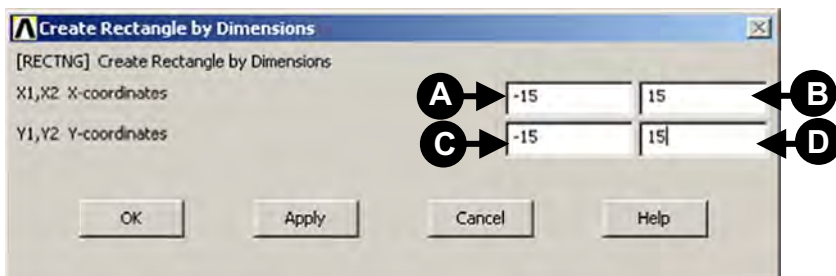 Create Rectangle by Dimensions
[RECTNG] Create Rectangle by Dimensions
X1,X2 X-coordinates A -15 15 B
Y1,Y2 Y-coordinates C -15 15 D
OK Apply Cancel Help